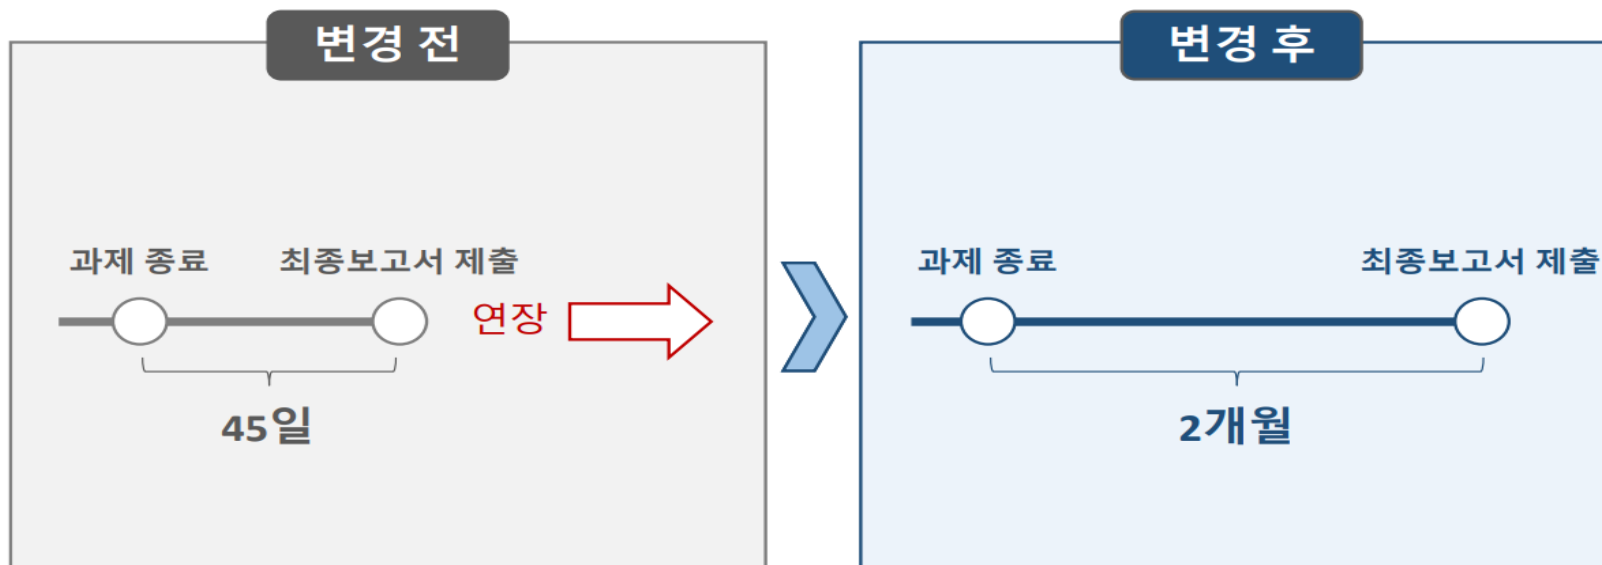 변경 전
과제 종료
최종보고서 제출
연장
45일
변경 후
과제 종료
최종보고서 제출
2개월